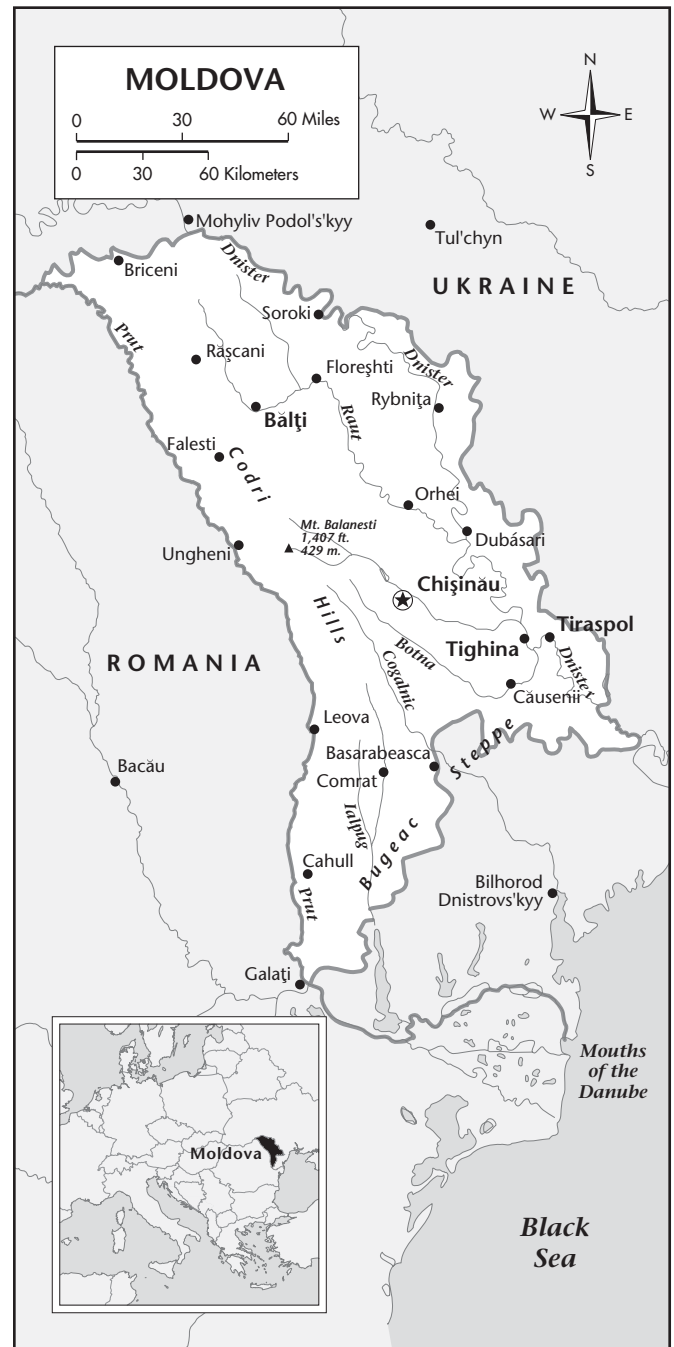 MOLDOVA
0 30 60 Miles
0 30 60 Kilometers
N
W E
S
Mohyliv Podol's'kyy
Tul'chyn
Briceni
Dnister
UKRAINE
Soroki
Prut
Răşcani
Floreşhti
Dnister
Rybniţa
Bălţi
Raut
Falesti
Codri
Orhei
Mt. Balanesti
1,407 ft.
429 m.
Dubásari
Ungheni
Chişinău
Hills
Tiraspol
Tighina
Botna
ROMANIA
Cogalnic
Dnister
Căusenii
Leova
Steppe
Basarabeasca
Bacău
Comrat
Ialpug
Bugeac
Cahull
Prut
Bilhorod
Dnistrovs'kyy
Galaţi
Mouths
of the
Danube
Moldova
Black
Sea